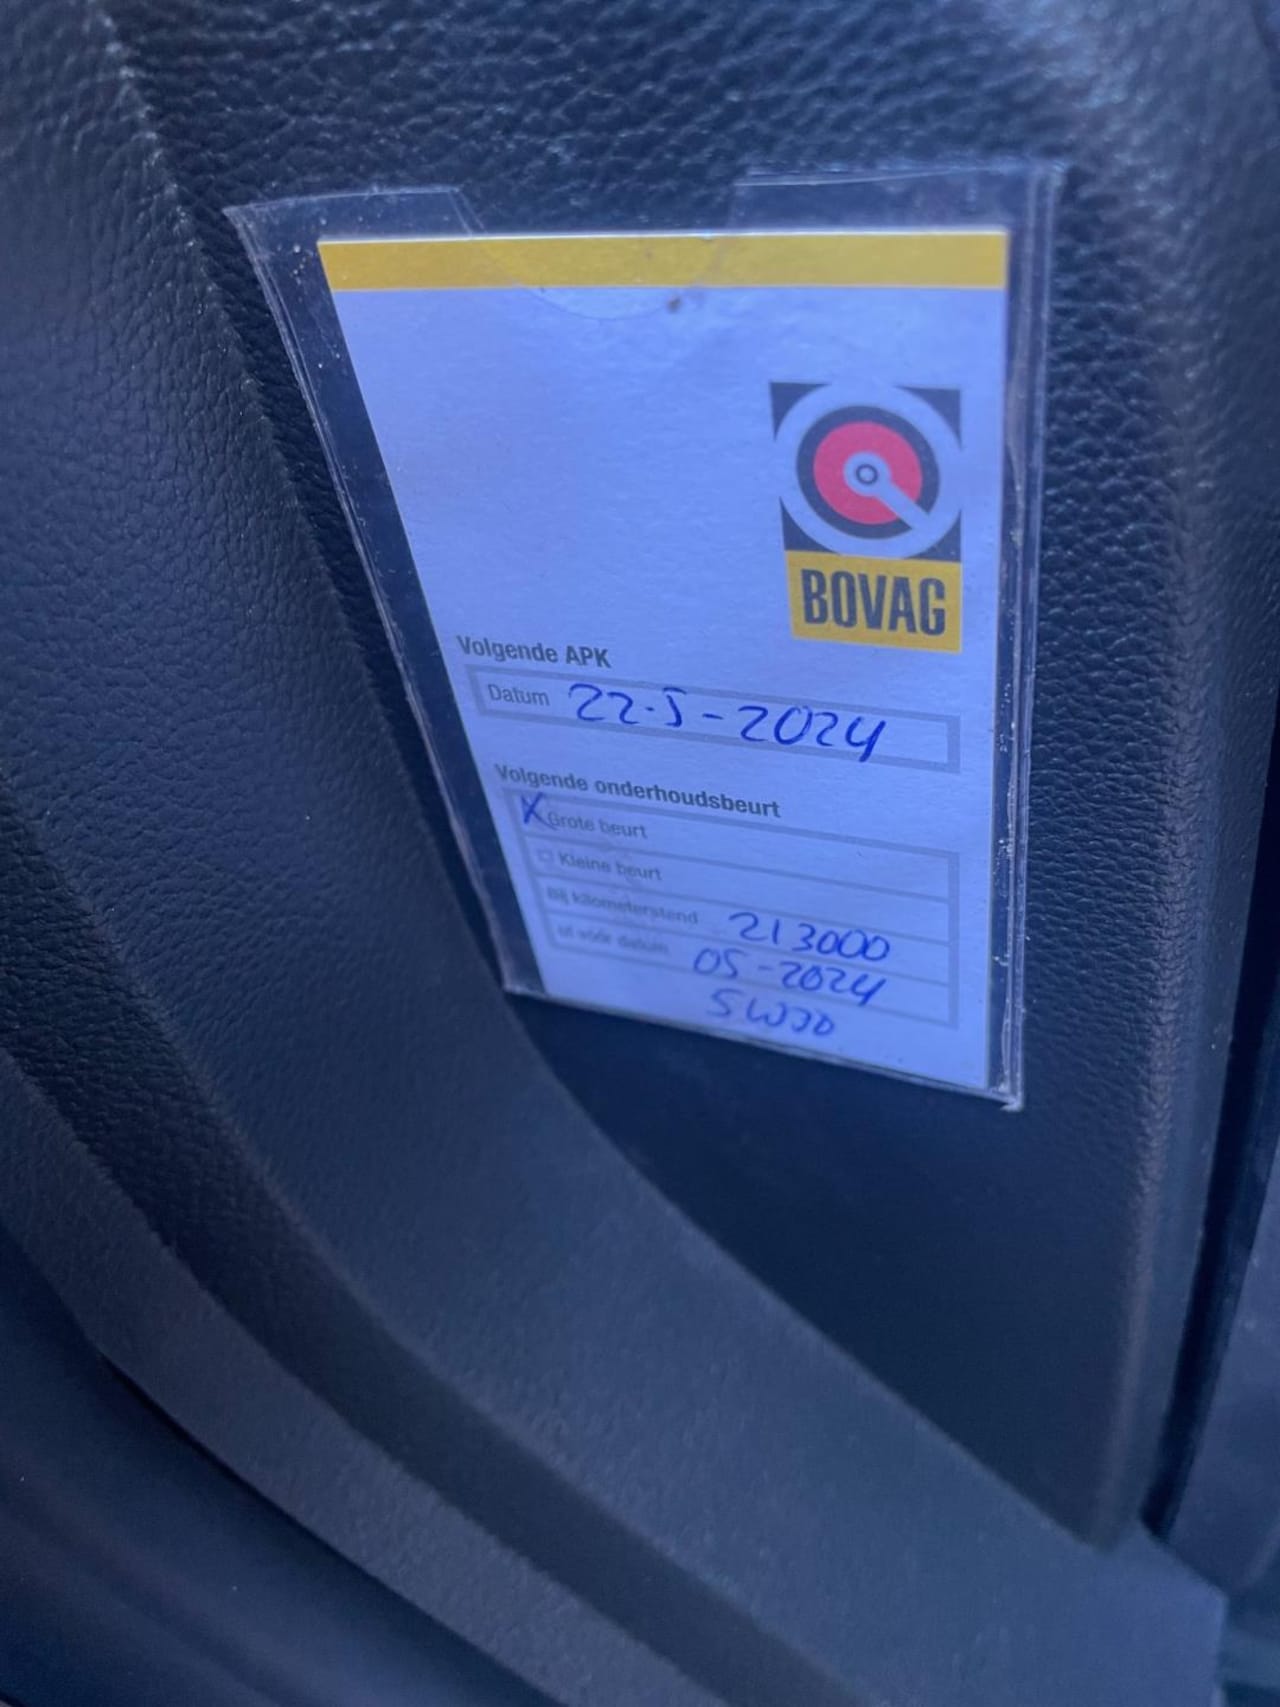 BOVAG
Volgende APK
Datum 22-5-2024
Volgende onderhoudsbeurt
X Grote beurt
Kleine beurt
Bij kilometerstand 213000
of vóór datum 05-2024
5W30